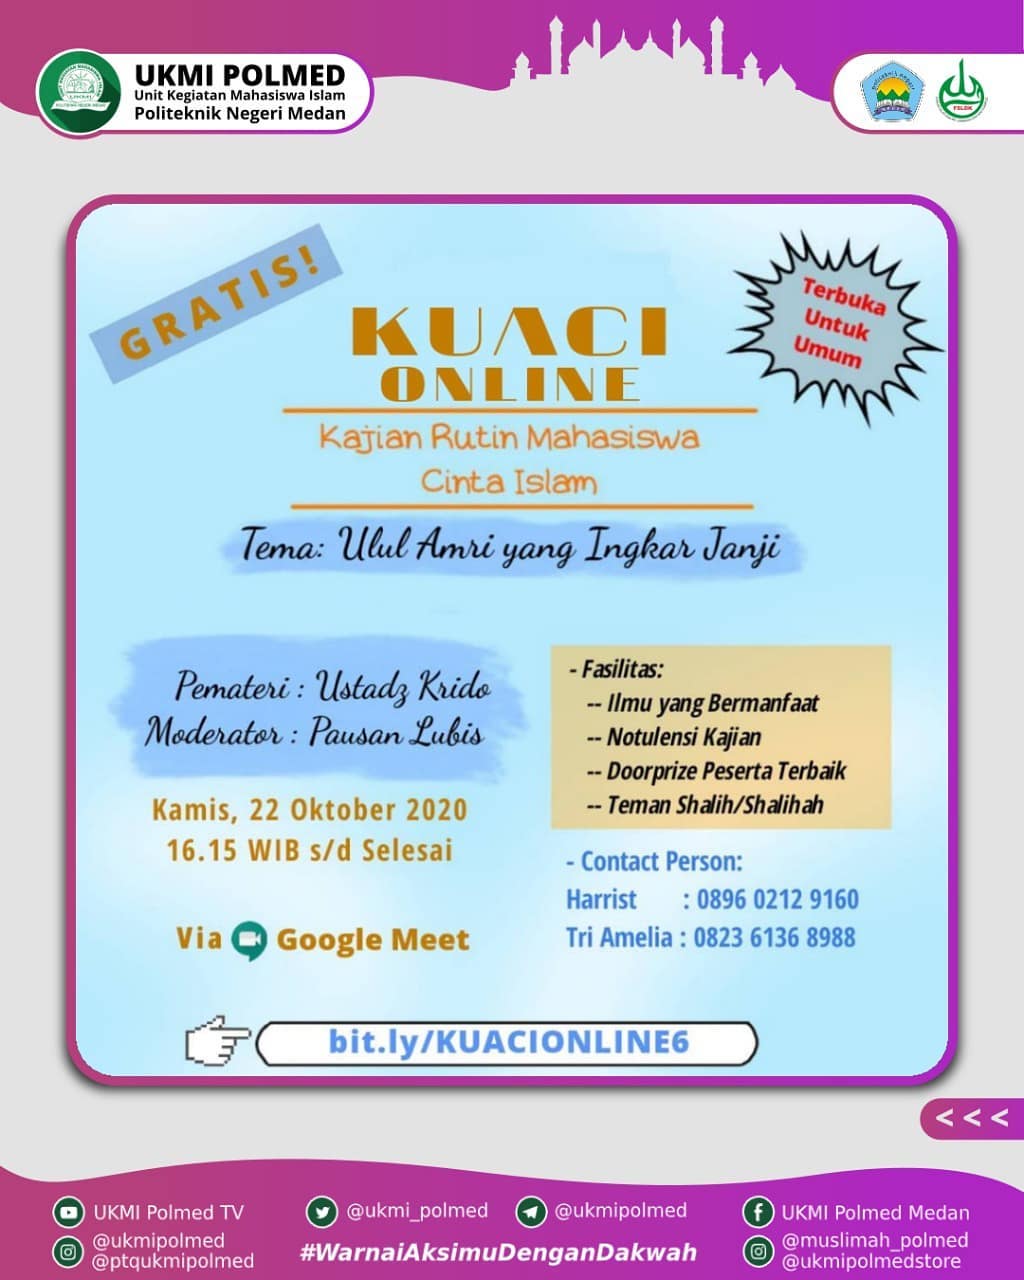 UKMI POLMED
Unit Kegiatan Mahasiswa Islam
Politeknik Negeri Medan
GRATIS!
Terbuka
Untuk
Umum
KUACI
ONLINE
Kajian Rutin Mahasiswa
Cinta Islam
Tema: Ulul Amri yang Ingkar Janji
Pemateri : Ustadz Krido
Moderator : Pausan Lubis
Kamis, 22 Oktober 2020
16.15 WIB s/d Selesai
Via Google Meet
- Fasilitas:
-- Ilmu yang Bermanfaat
-- Notulensi Kajian
-- Doorprize Peserta Terbaik
-- Teman Shalih/Shalihah
- Contact Person:
Harrist : 0896 0212 9160
Tri Amelia : 0823 6136 8988
bit.ly/KUACIONLINE6
<<<
UKMI Polmed TV
@ukmipolmed
@ptqukmipolmed
@ukmi_polmed
@ukmipolmed
#WarnaiAksimuDenganDakwah
UKMI Polmed Medan
@muslimah_polmed
@ukmipolmedstore